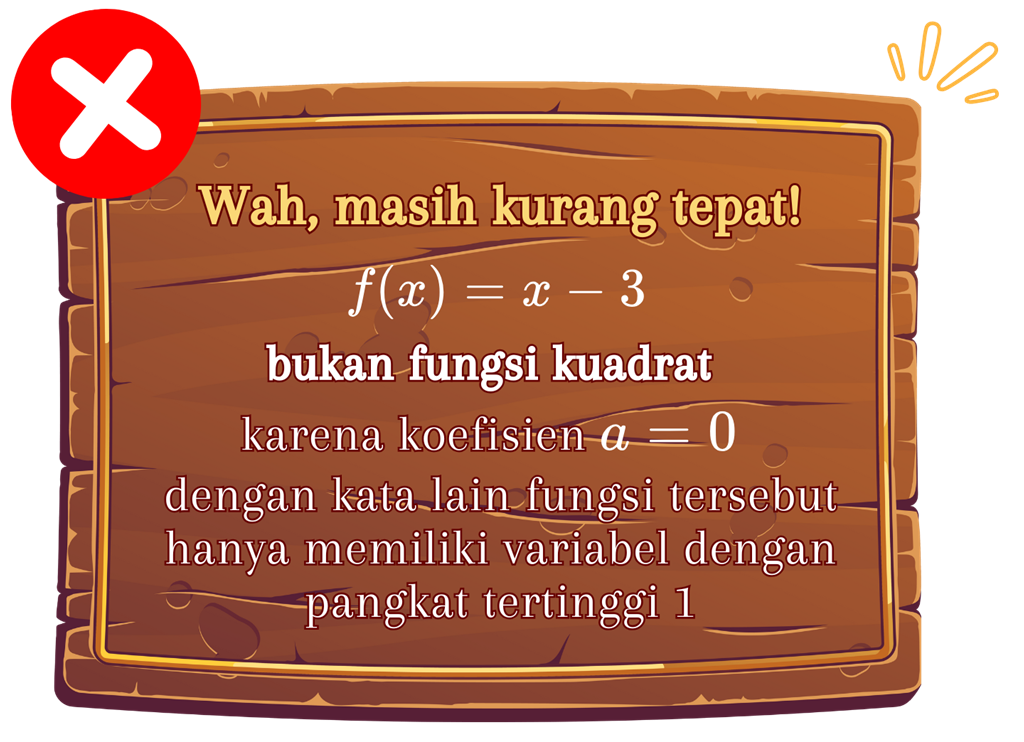 Wah, masih kurang tepat!
f(x) = x − 3
bukan fungsi kuadrat
karena koefisien a = 0
dengan kata lain fungsi tersebut
hanya memiliki variabel dengan
pangkat tertinggi 1